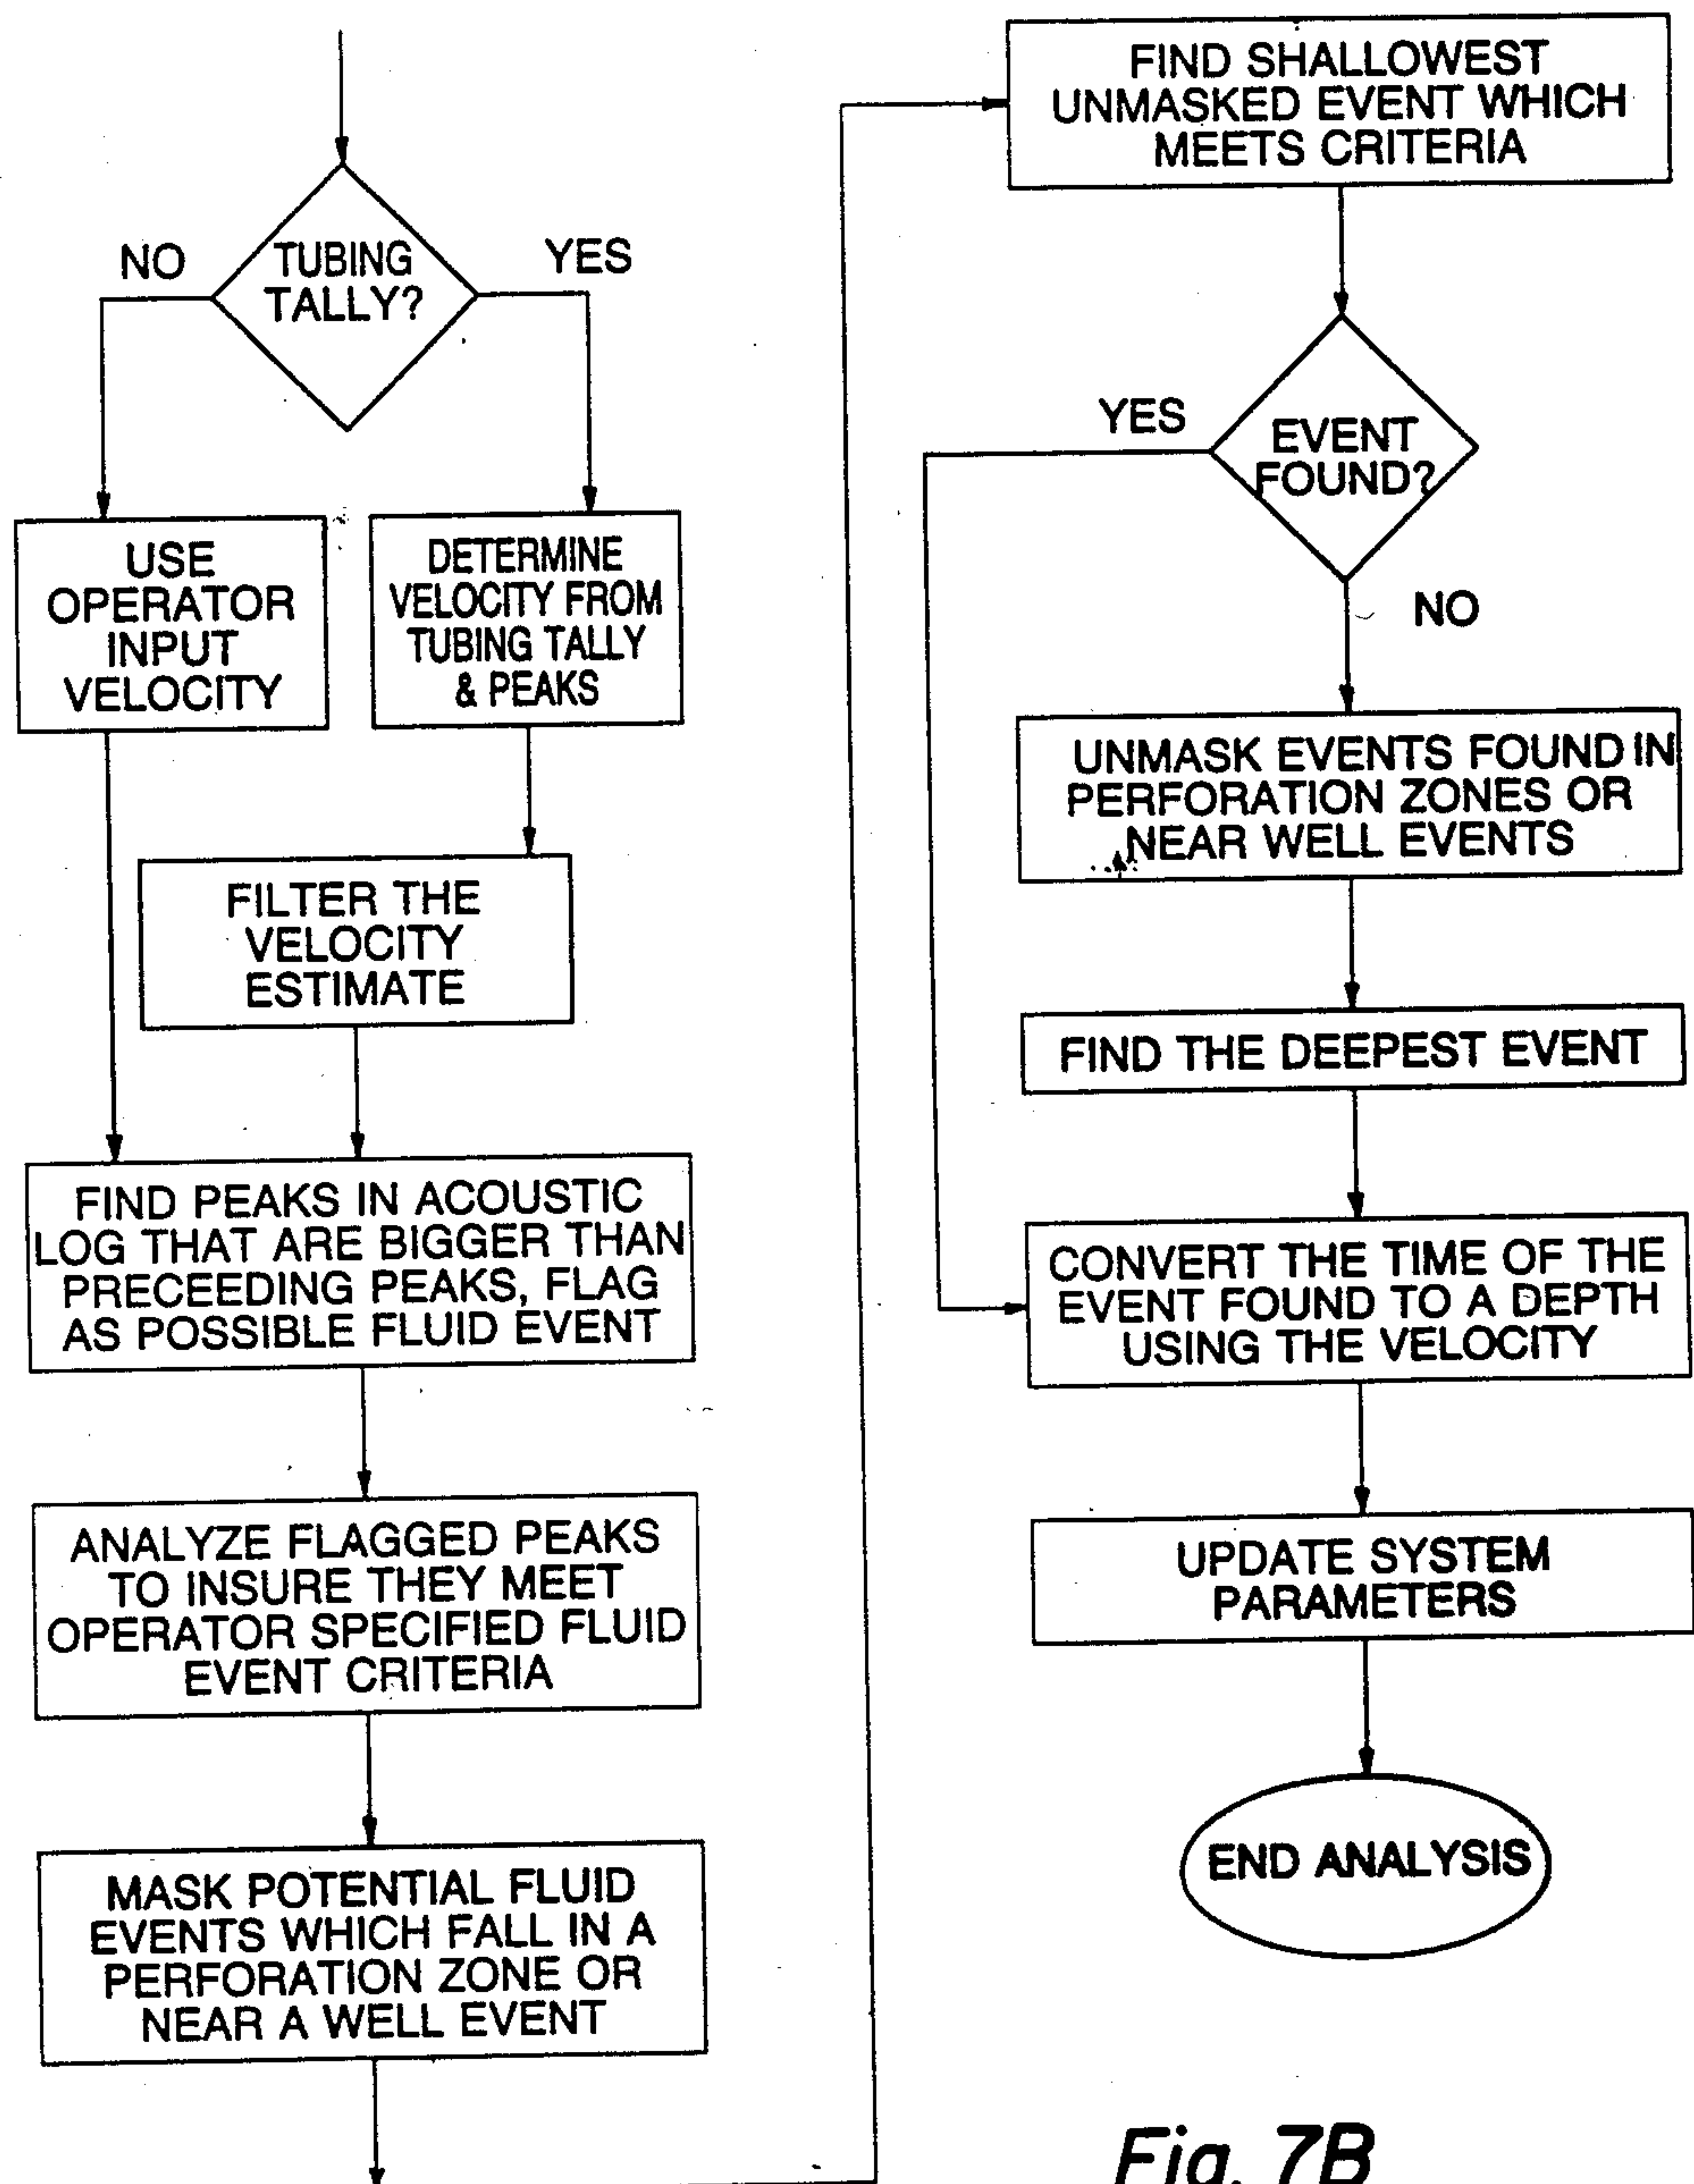 NO
TUBING
TALLY?
YES
USE
OPERATOR
INPUT
VELOCITY
DETERMINE
VELOCITY FROM
TUBING TALLY
& PEAKS
FILTER THE
VELOCITY
ESTIMATE
FIND PEAKS IN ACOUSTIC
LOG THAT ARE BIGGER THAN
PRECEEDING PEAKS, FLAG
AS POSSIBLE FLUID EVENT
ANALYZE FLAGGED PEAKS
TO INSURE THEY MEET
OPERATOR SPECIFIED FLUID
EVENT CRITERIA
MASK POTENTIAL FLUID
EVENTS WHICH FALL IN A
PERFORATION ZONE OR
NEAR A WELL EVENT
FIND SHALLOWEST
UNMASKED EVENT WHICH
MEETS CRITERIA
YES
EVENT
FOUND?
NO
UNMASK EVENTS FOUND IN
PERFORATION ZONES OR
NEAR WELL EVENTS
FIND THE DEEPEST EVENT
CONVERT THE TIME OF THE
EVENT FOUND TO A DEPTH
USING THE VELOCITY
UPDATE SYSTEM
PARAMETERS
END ANALYSIS
Fig. 7B